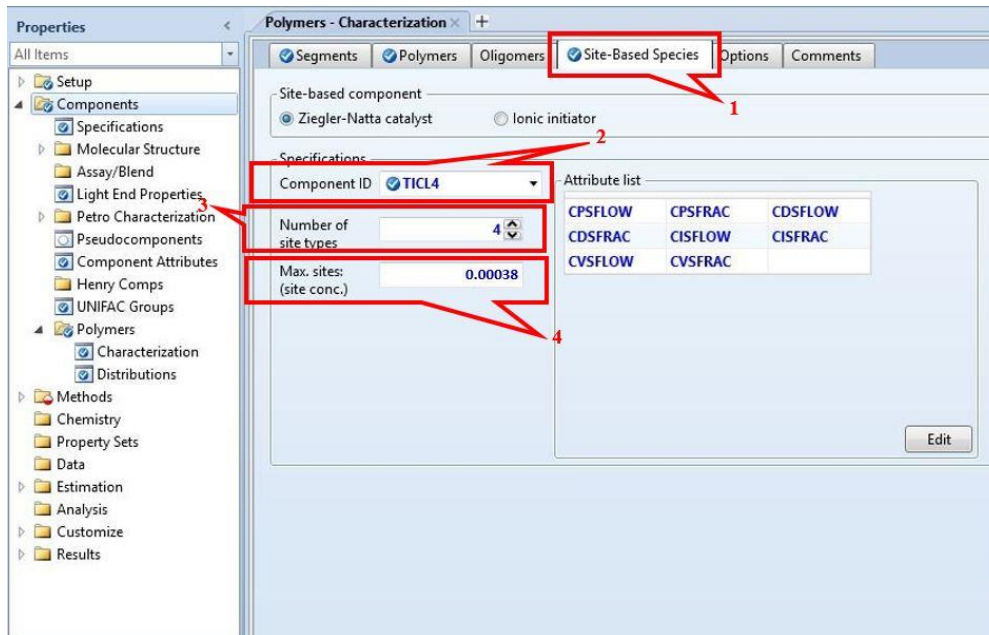 Properties <
All Items
Setup
Components
Specifications
Molecular Structure
Assay/Blend
Light End Properties
Petro Characterization
Pseudocomponents
Component Attributes
Henry Comps
UNIFAC Groups
Polymers
Characterization
Distributions
Methods
Chemistry
Property Sets
Data
Estimation
Analysis
Customize
Results
Polymers - Characterization × +
Segments Polymers Oligomers Site-Based Species Options Comments
1
Site-based component
Ziegler-Natta catalyst Ionic initiator
2
Specifications
Component ID TICL4
3
Number of 4
site types
Max. sites: 0.00038
(site conc.)
4
Attribute list
CPSFLOW CPSFRAC CDSFLOW
CDSFRAC CISFLOW CISFRAC
CVSFLOW CVSFRAC
Edit